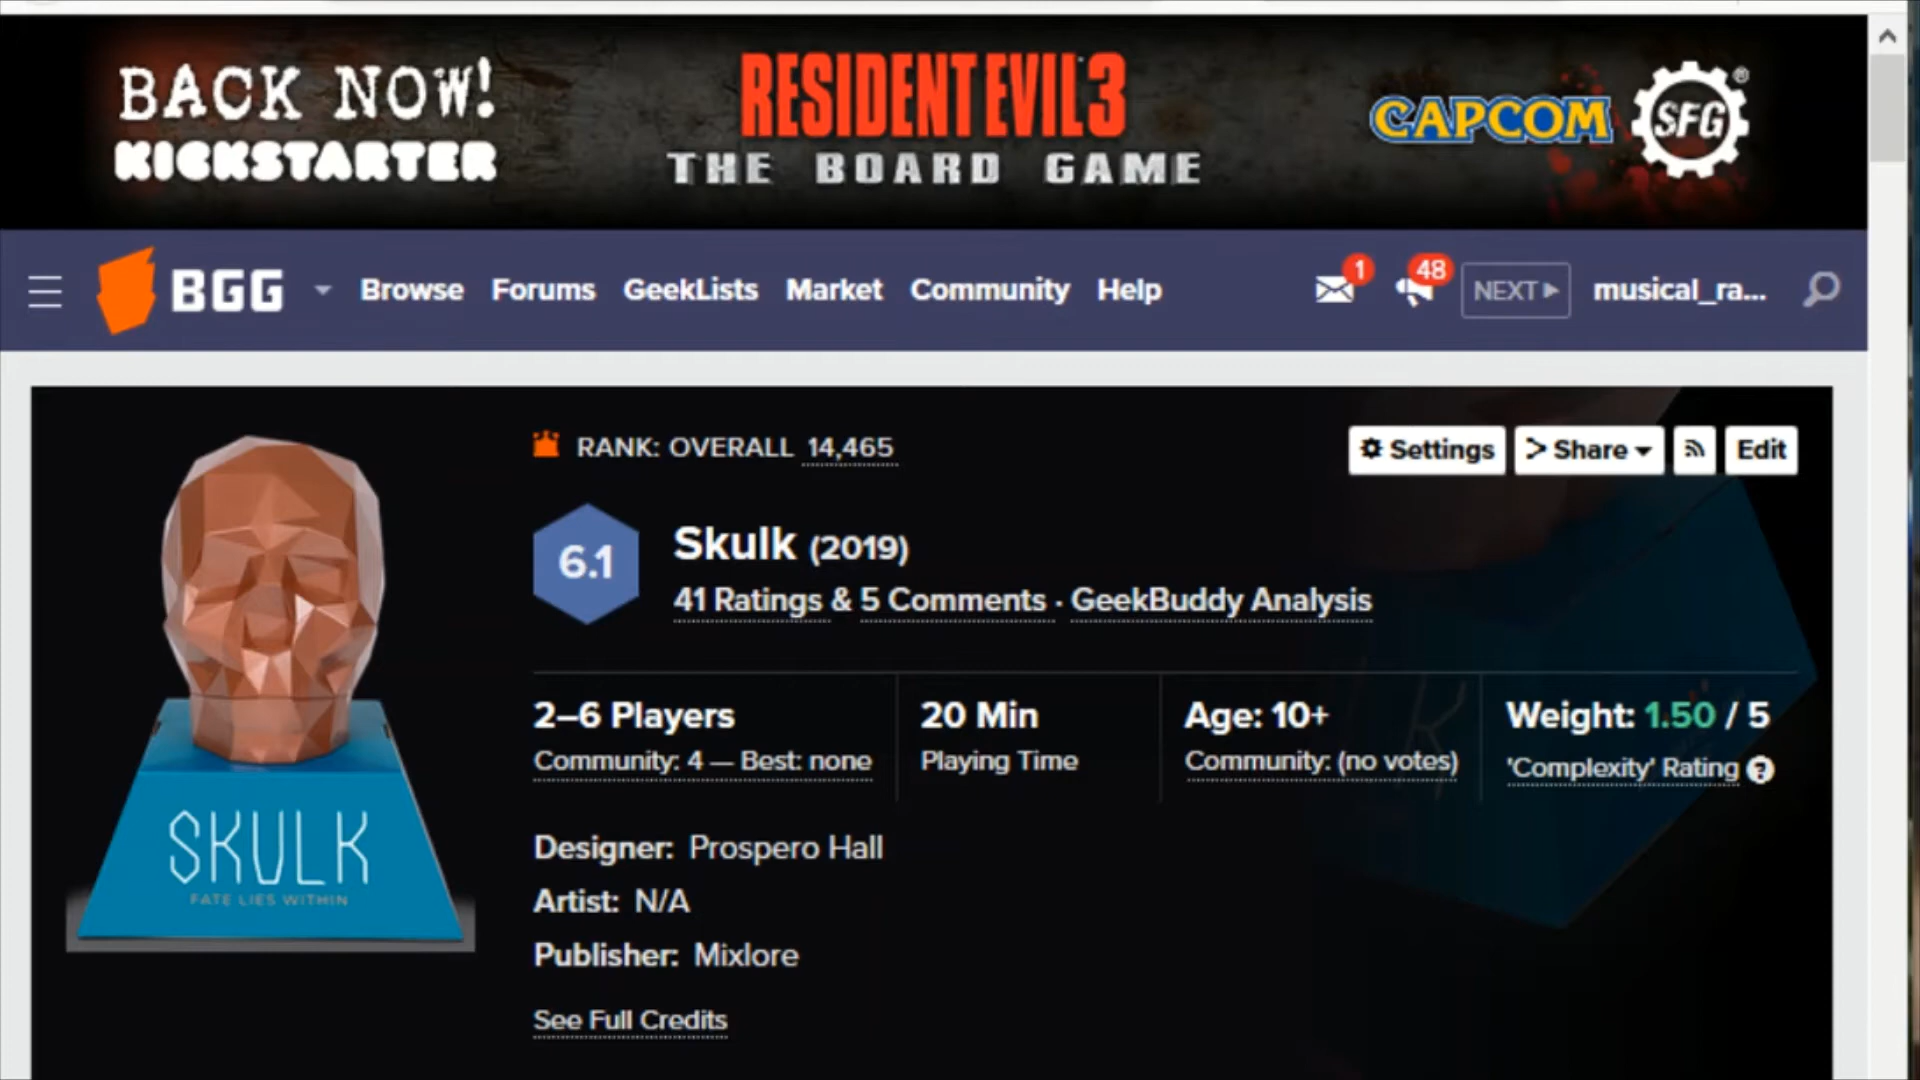 BACK NOW!
KICKSTARTER
RESIDENT EVIL 3
THE BOARD GAME
CAPCOM
SFG®
BGG Browse Forums GeekLists Market Community Help 1 48 NEXT musical_ra...
RANK: OVERALL 14,465
Settings Share Edit
6.1
Skulk (2019)
41 Ratings & 5 Comments · GeekBuddy Analysis
2–6 Players 20 Min Age: 10+ Weight: 1.50 / 5
Community: 4 — Best: none Playing Time Community: (no votes) 'Complexity' Rating ?
SKULK
FATE LIES WITHIN
Designer: Prospero Hall
Artist: N/A
Publisher: Mixlore
See Full Credits